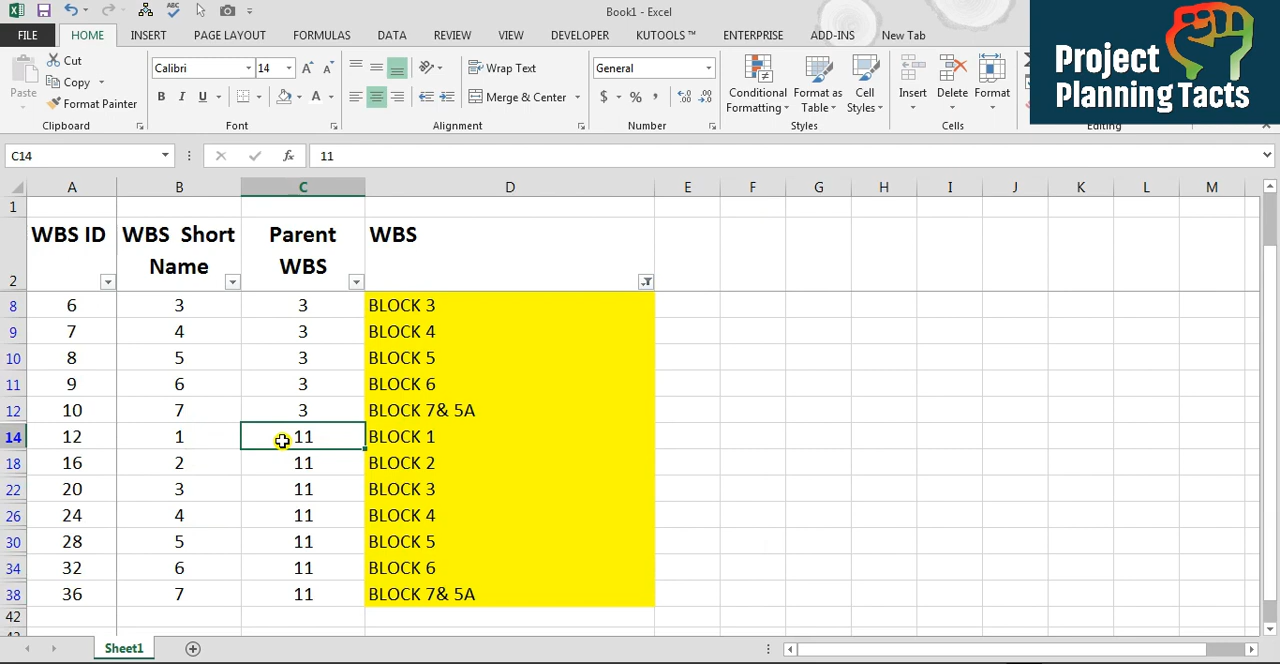 Book1 - Excel
FILE HOME INSERT PAGE LAYOUT FORMULAS DATA REVIEW VIEW DEVELOPER KUTOOLS ™ ENTERPRISE ADD-INS New Tab
Project
Planning Tacts
Paste
Cut
Copy
Format Painter
Clipboard
Calibri 14
B I U
Font
Wrap Text
Merge & Center
Alignment
General
$ % ,
Number
Conditional Formatting
Format as Table
Cell Styles
Styles
Insert Delete Format
Cells
Editing
C14 fx 11
A B C D E F G H I J K L M
1
2 WBS ID WBS Short Name Parent WBS WBS
8 6 3 3 BLOCK 3
9 7 4 3 BLOCK 4
10 8 5 3 BLOCK 5
11 9 6 3 BLOCK 6
12 10 7 3 BLOCK 7& 5A
14 12 1 11 BLOCK 1
18 16 2 11 BLOCK 2
22 20 3 11 BLOCK 3
26 24 4 11 BLOCK 4
30 28 5 11 BLOCK 5
34 32 6 11 BLOCK 6
38 36 7 11 BLOCK 7& 5A
42
Sheet1